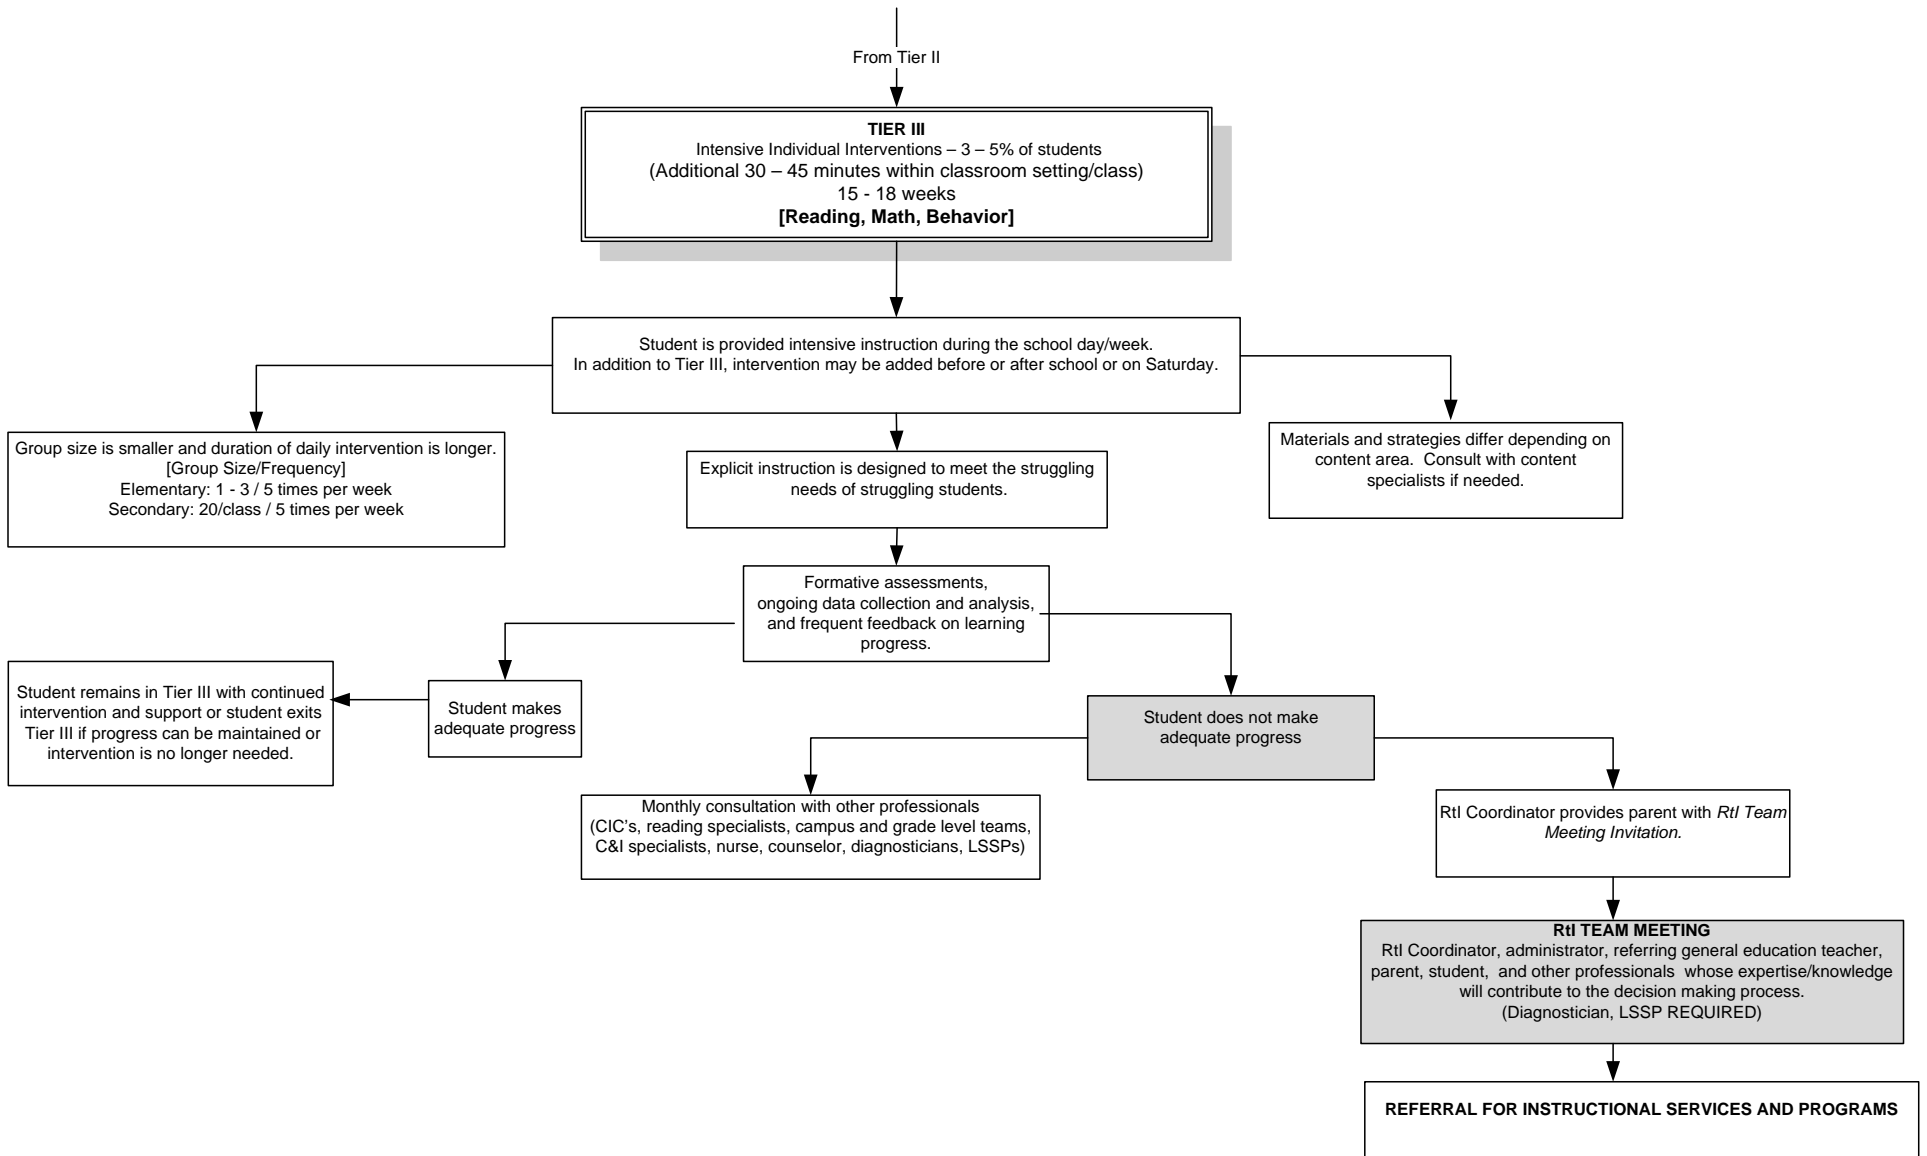 From Tier II
TIER III
Intensive Individual Interventions – 3 – 5% of students
(Additional 30 – 45 minutes within classroom setting/class)
15 - 18 weeks
[Reading, Math, Behavior]
Student is provided intensive instruction during the school day/week.
In addition to Tier III, intervention may be added before or after school or on Saturday.
Group size is smaller and duration of daily intervention is longer.
[Group Size/Frequency]
Elementary: 1 - 3 / 5 times per week
Secondary: 20/class / 5 times per week
Explicit instruction is designed to meet the struggling
needs of struggling students.
Materials and strategies differ depending on
content area.  Consult with content
specialists if needed.
Formative assessments,
ongoing data collection and analysis,
and frequent feedback on learning
progress.
Student remains in Tier III with continued
intervention and support or student exits
Tier III if progress can be maintained or
intervention is no longer needed.
Student makes
adequate progress
Student does not make
adequate progress
Monthly consultation with other professionals
(CIC's, reading specialists, campus and grade level teams,
C&I specialists, nurse, counselor, diagnosticians, LSSPs)
RtI Coordinator provides parent with RtI Team
Meeting Invitation.
RtI TEAM MEETING
RtI Coordinator, administrator, referring general education teacher,
parent, student,  and other professionals  whose expertise/knowledge
will contribute to the decision making process.
(Diagnostician, LSSP REQUIRED)
REFERRAL FOR INSTRUCTIONAL SERVICES AND PROGRAMS